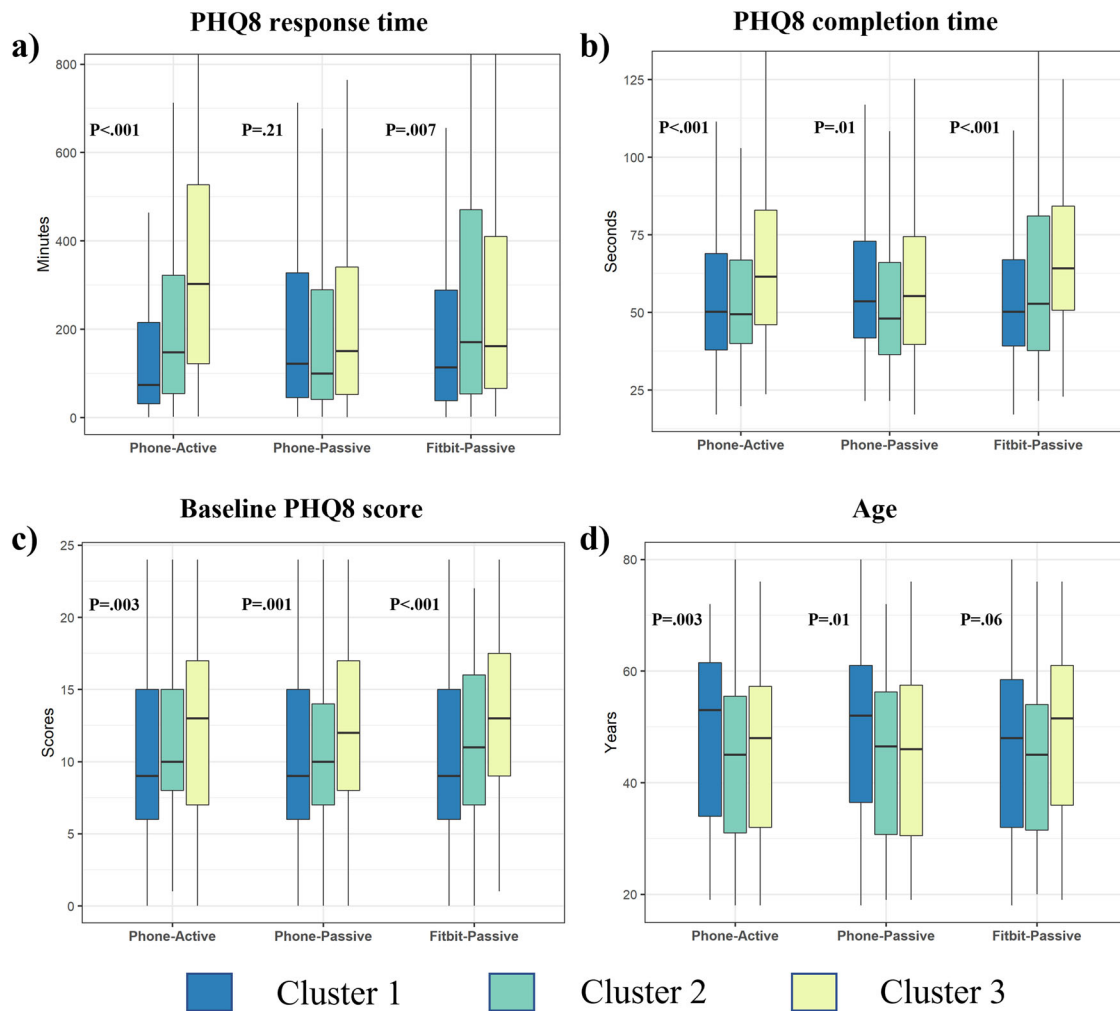 PHQ8 response time
a)
800
600
400
200
0
Minutes
P<.001
P=.21
P=.007
Phone-Active Phone-Passive Fitbit-Passive
PHQ8 completion time
b)
125
100
75
50
25
Seconds
P<.001
P=.01
P<.001
Phone-Active Phone-Passive Fitbit-Passive
Baseline PHQ8 score
c)
25
20
15
10
5
0
Scores
P=.003
P=.001
P<.001
Phone-Active Phone-Passive Fitbit-Passive
Age
d)
80
60
40
20
Years
P=.003
P=.01
P=.06
Phone-Active Phone-Passive Fitbit-Passive
Cluster 1 Cluster 2 Cluster 3